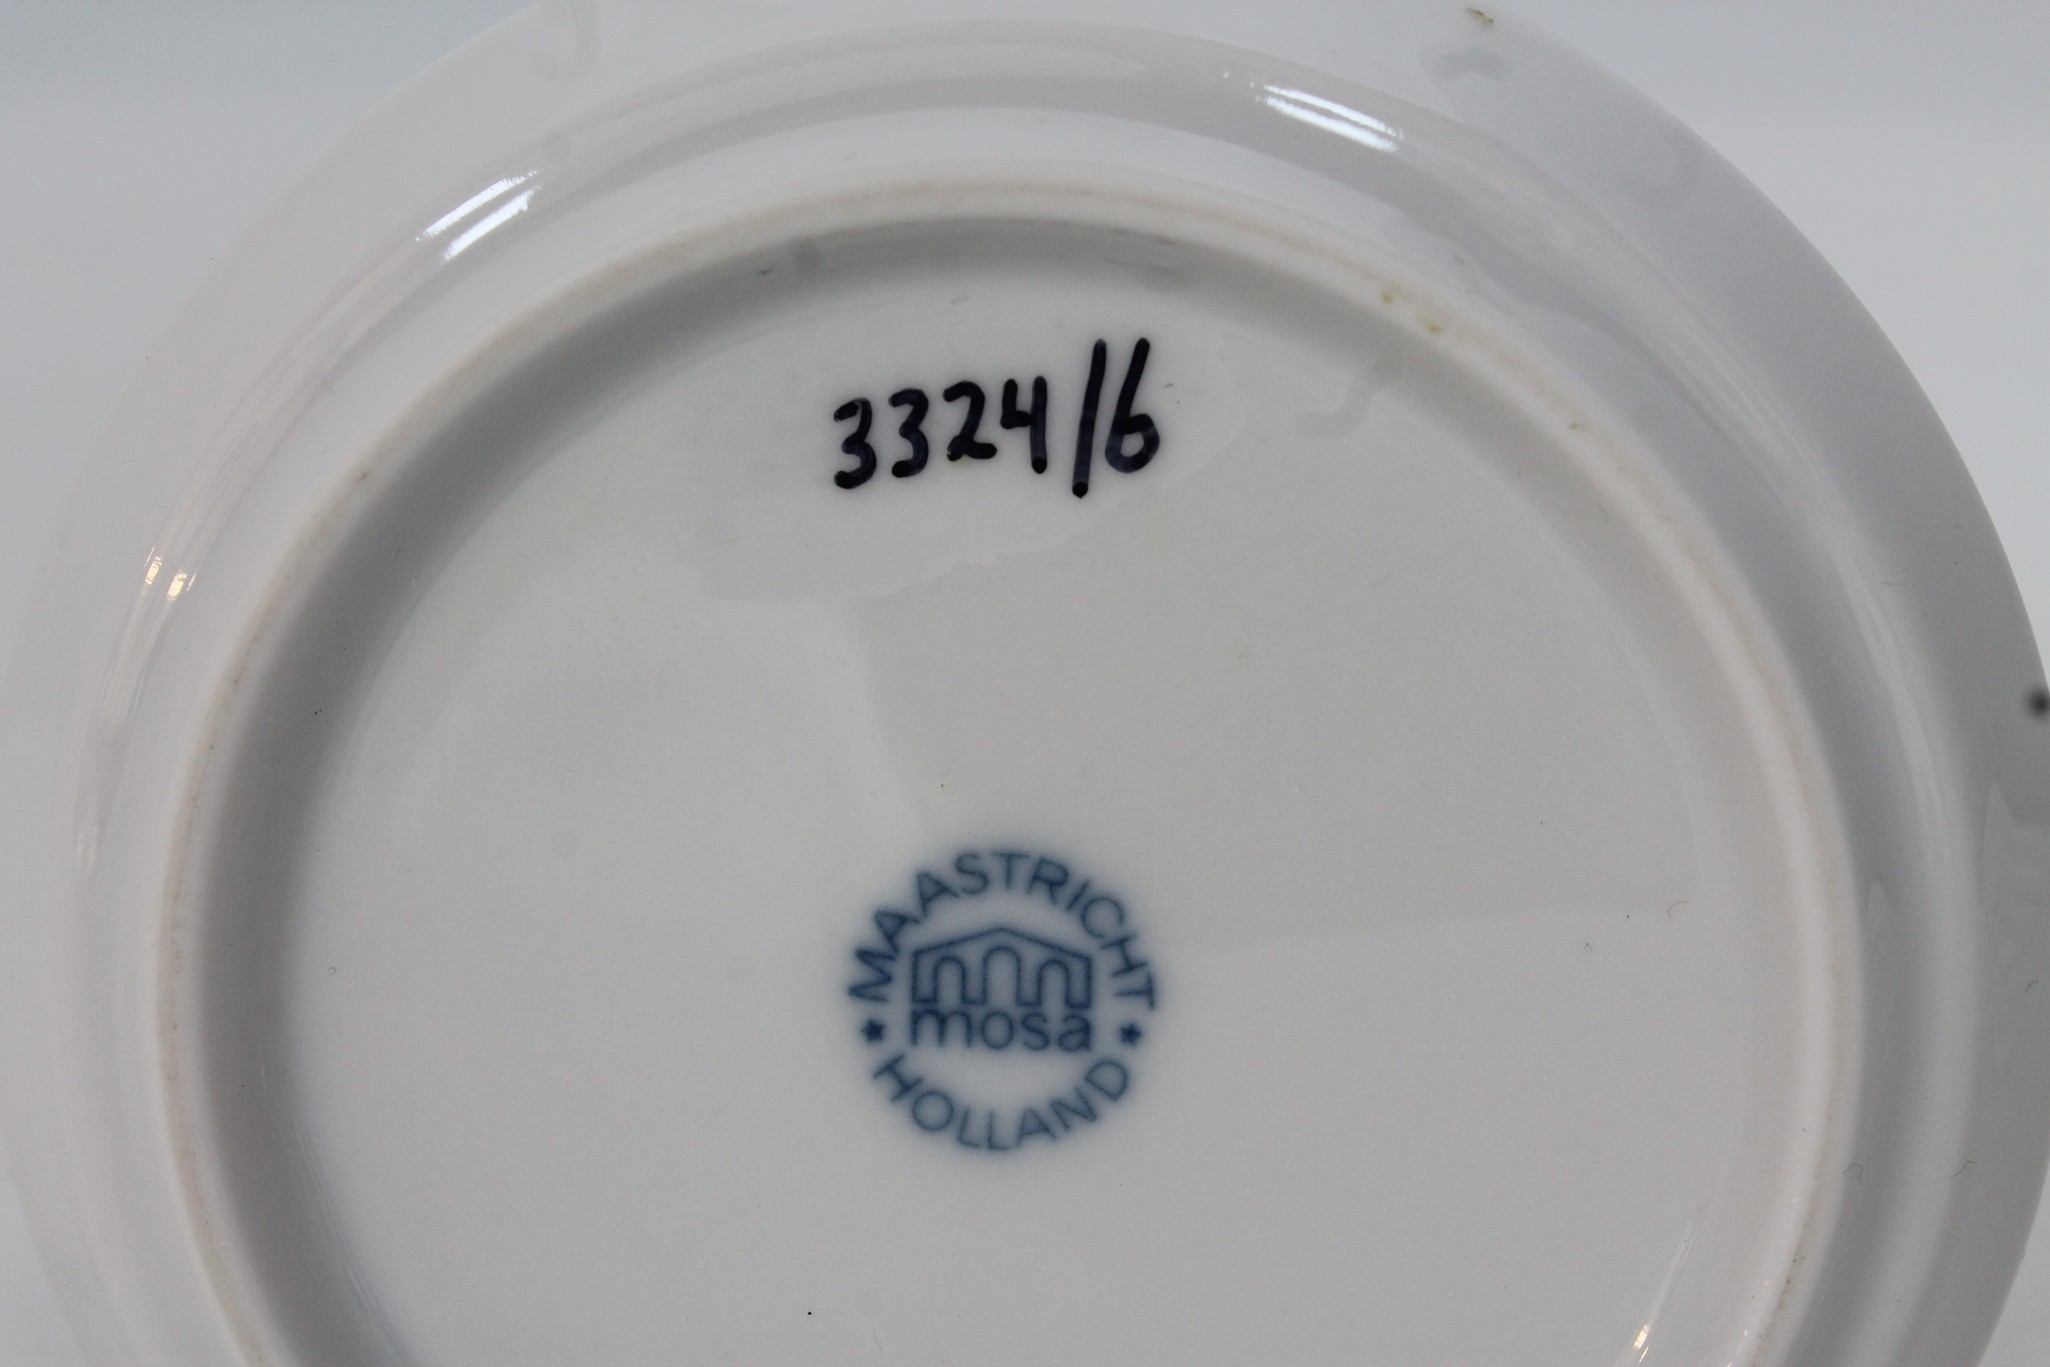 3324/6
MAASTRICHT
mosa
HOLLAND